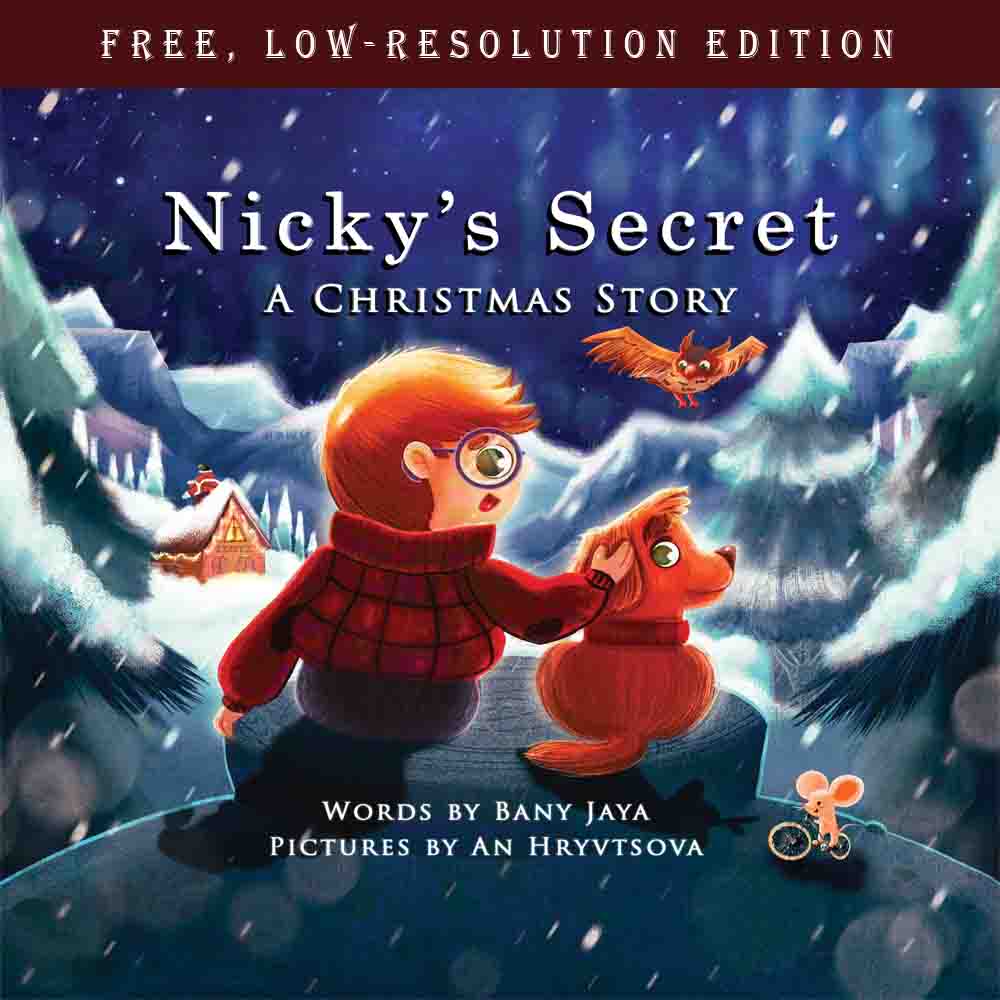 FREE, LOW-RESOLUTION EDITION
Nicky's Secret
A Christmas Story
Words by Bany Jaya
Pictures by An Hryvtsova